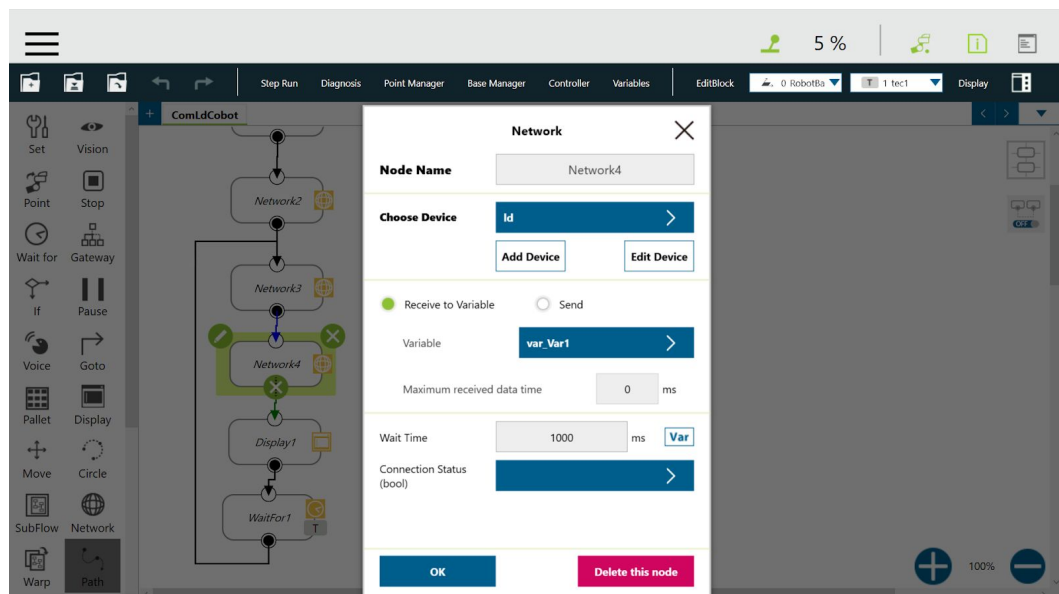 5 %
Step Run Diagnosis Point Manager Base Manager Controller Variables EditBlock 0 RobotBa T 1 tec1 Display
+ ComLdCobot
Set Vision
Point Stop
Wait for Gateway
If Pause
Voice Goto
Pallet Display
Move Circle
SubFlow Network
Warp Path
Network2
Network3
Network4
Display1
WaitFor1
T
Network
Node Name Network4
Choose Device ld
Add Device Edit Device
Receive to Variable Send
Variable var_Var1
Maximum received data time 0 ms
Wait Time 1000 ms Var
Connection Status
(bool)
OK Delete this node
OFF
100%